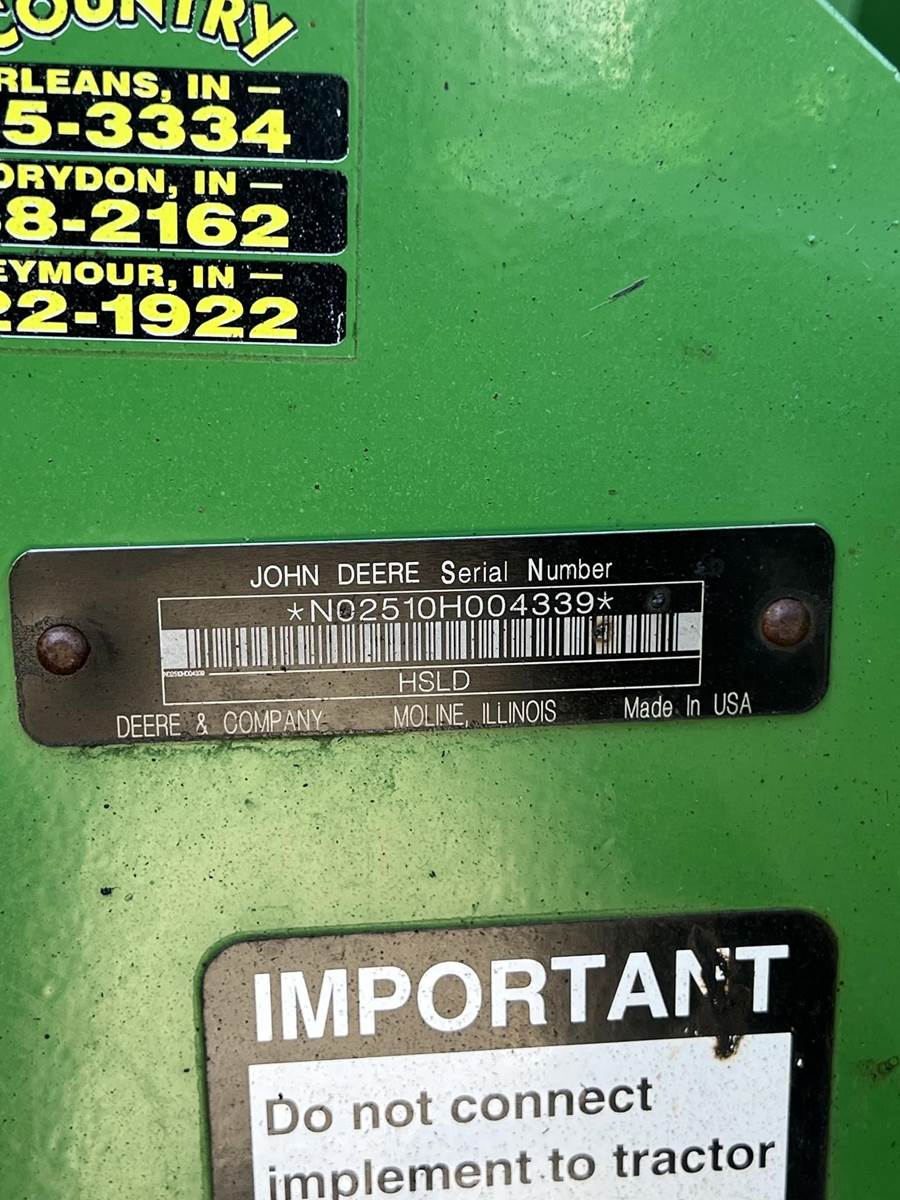 COUNTRY
RLEANS, IN —
5-3334
ORYDON, IN —
8-2162
EYMOUR, IN —
22-1922
JOHN DEERE Serial Number
*N02510H004339*
N02510H004339
HSLD
DEERE & COMPANY MOLINE, ILLINOIS Made In USA
IMPORTANT
Do not connect
implement to tractor